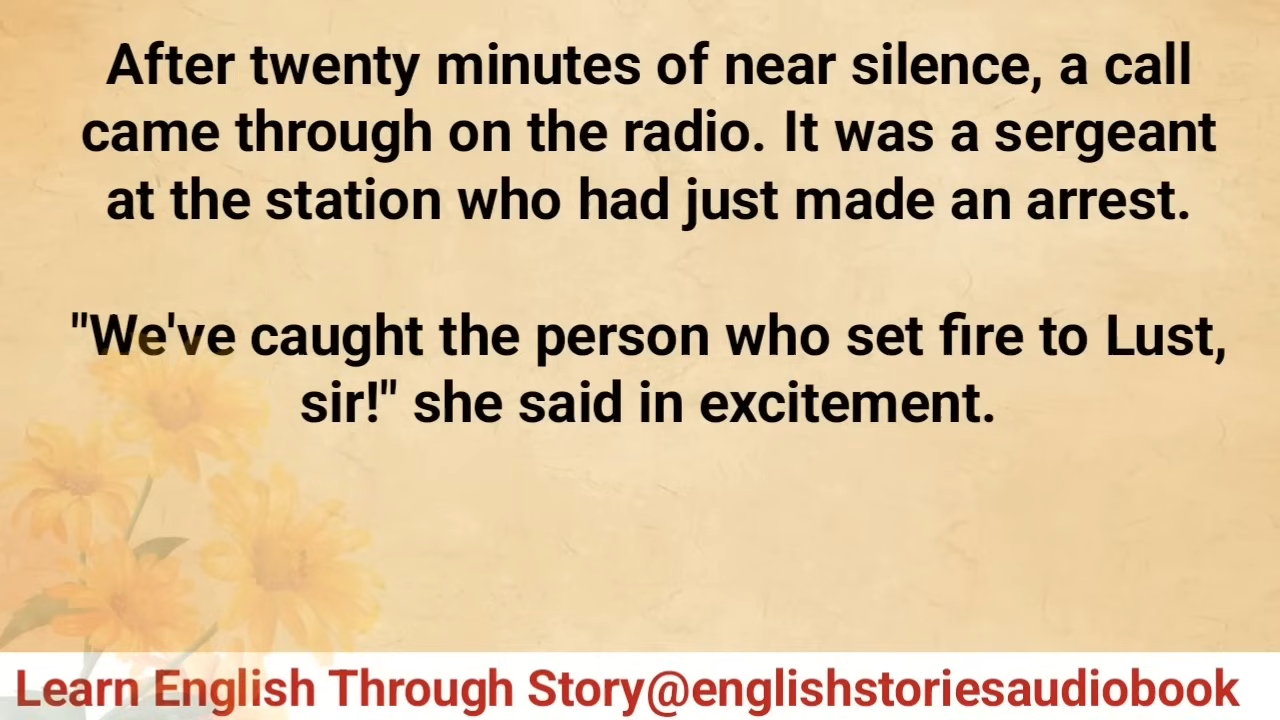 After twenty minutes of near silence, a call
came through on the radio. It was a sergeant
at the station who had just made an arrest.
"We've caught the person who set fire to Lust,
sir!" she said in excitement.
Learn English Through Story@englishstoriesaudiobook